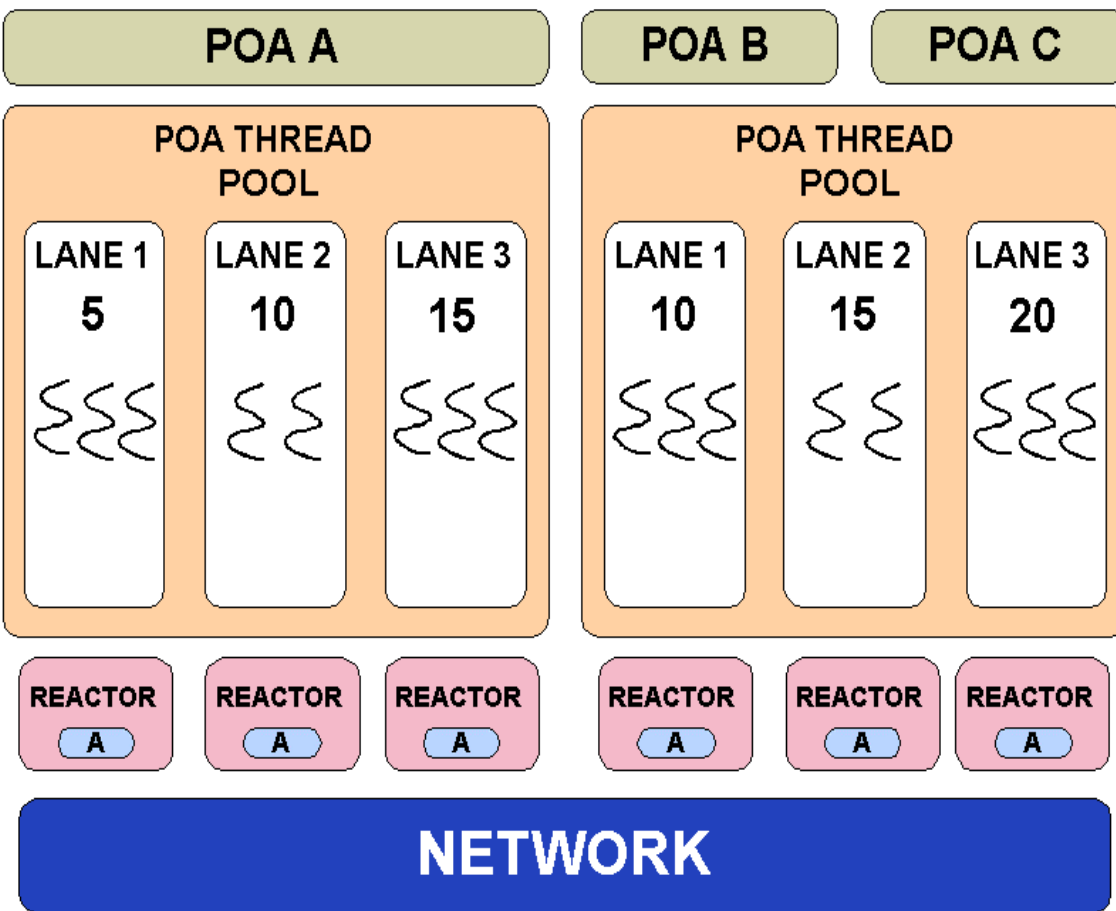 POA A
POA B
POA C
POA THREAD
POOL
LANE 1
5
LANE 2
10
LANE 3
15
POA THREAD
POOL
LANE 1
10
LANE 2
15
LANE 3
20
REACTOR
A
REACTOR
A
REACTOR
A
REACTOR
A
REACTOR
A
REACTOR
A
NETWORK